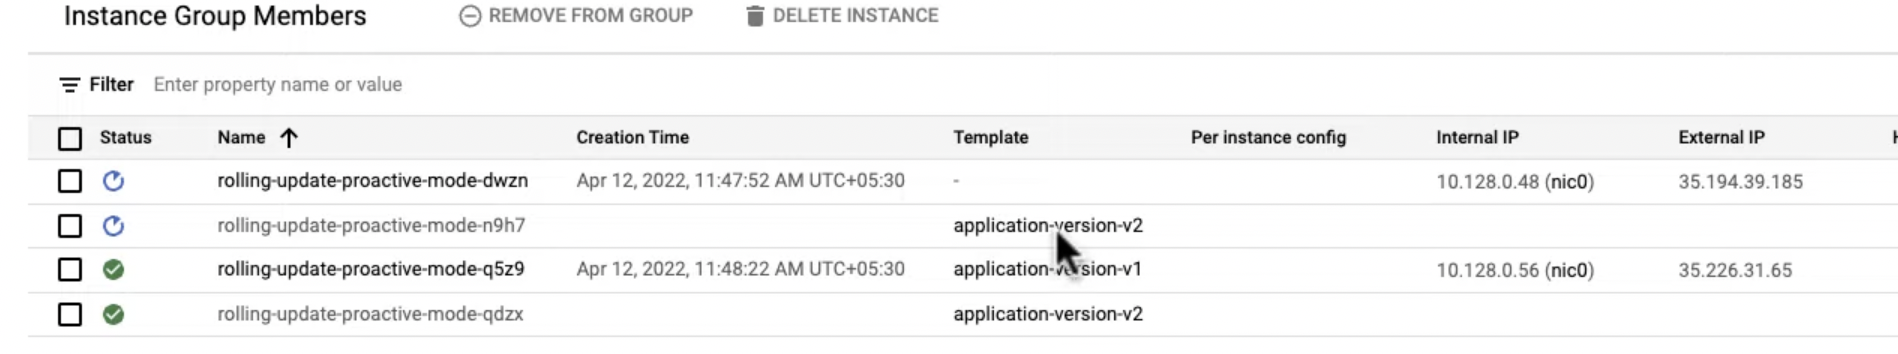 Instance Group Members REMOVE FROM GROUP DELETE INSTANCE
Filter Enter property name or value
Status Name Creation Time Template Per instance config Internal IP External IP H
rolling-update-proactive-mode-dwzn Apr 12, 2022, 11:47:52 AM UTC+05:30 - 10.128.0.48 (nic0) 35.194.39.185
rolling-update-proactive-mode-n9h7 application-version-v2
rolling-update-proactive-mode-q5z9 Apr 12, 2022, 11:48:22 AM UTC+05:30 application-version-v1 10.128.0.56 (nic0) 35.226.31.65
rolling-update-proactive-mode-qdzx application-version-v2